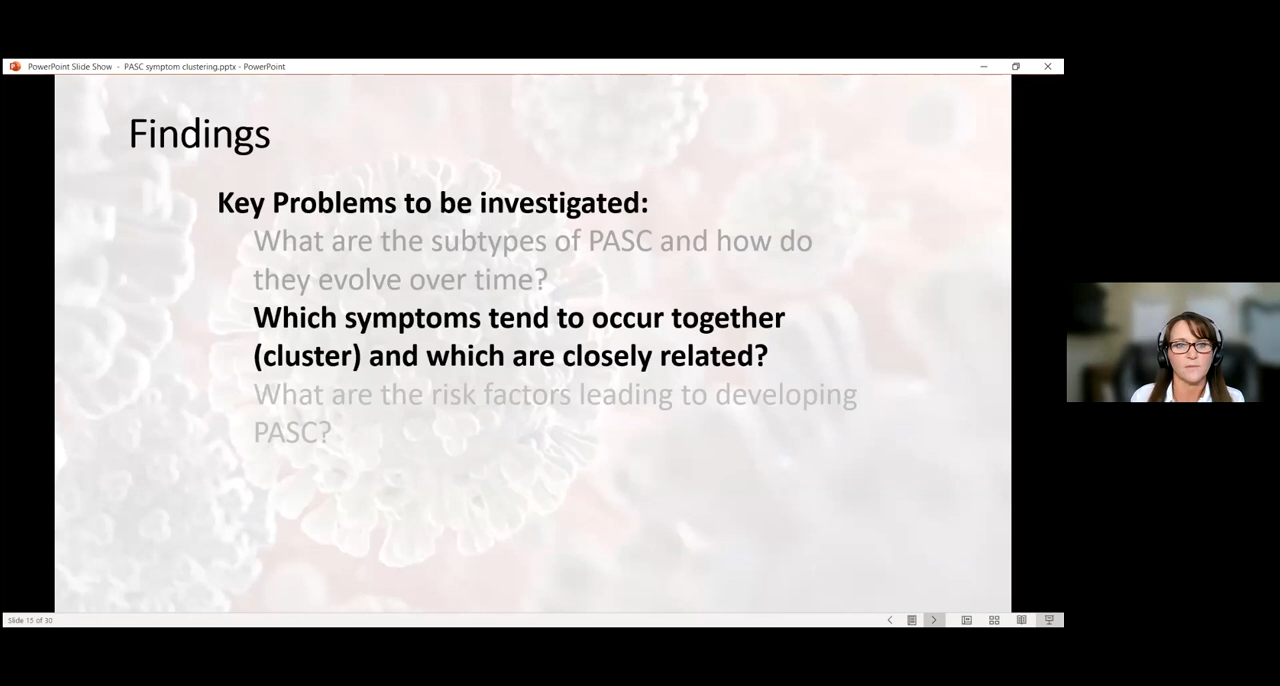 PowerPoint Slide Show - PASC symptom clustering.pptx - PowerPoint
Findings
Key Problems to be investigated:
What are the subtypes of PASC and how do
they evolve over time?
Which symptoms tend to occur together
(cluster) and which are closely related?
What are the risk factors leading to developing
PASC?
Slide 15 of 30